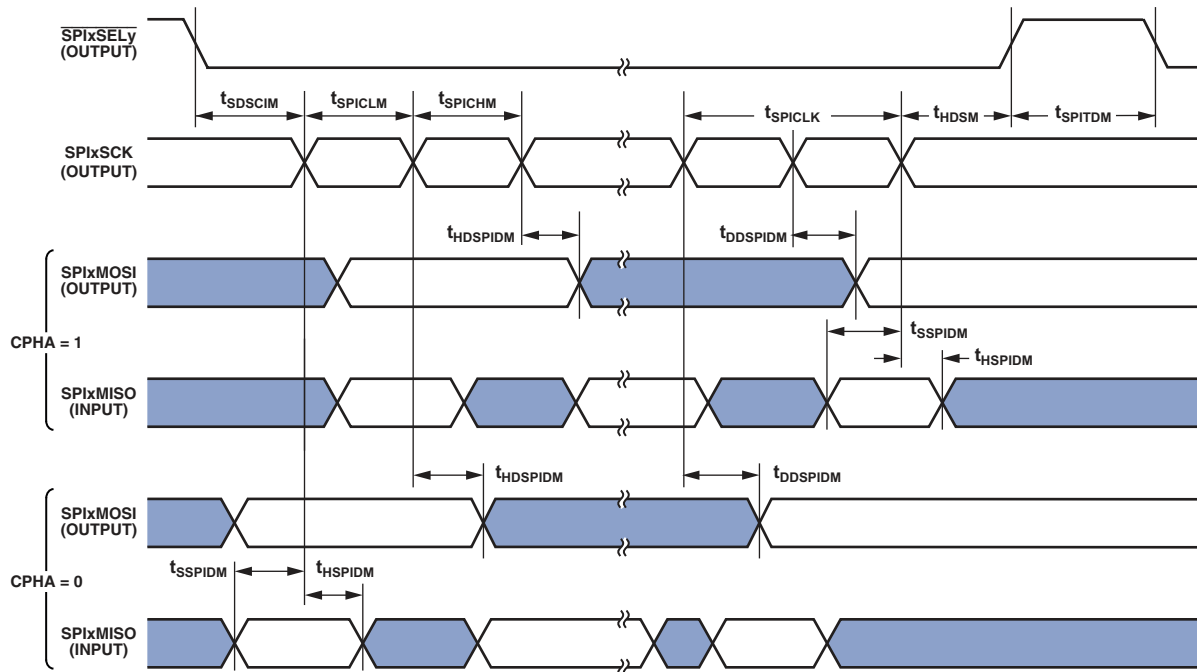 SPIxSELy
(OUTPUT)
tSDSCIM
tSPICLM
tSPICHM
tSPICLK
tHDSM
tSPITDM
SPIxSCK
(OUTPUT)
tHDSPIDM
tDDSPIDM
SPIxMOSI
(OUTPUT)
CPHA = 1
tSSPIDM
tHSPIDM
SPIxMISO
(INPUT)
tHDSPIDM
tDDSPIDM
SPIxMOSI
(OUTPUT)
CPHA = 0
tSSPIDM
tHSPIDM
SPIxMISO
(INPUT)